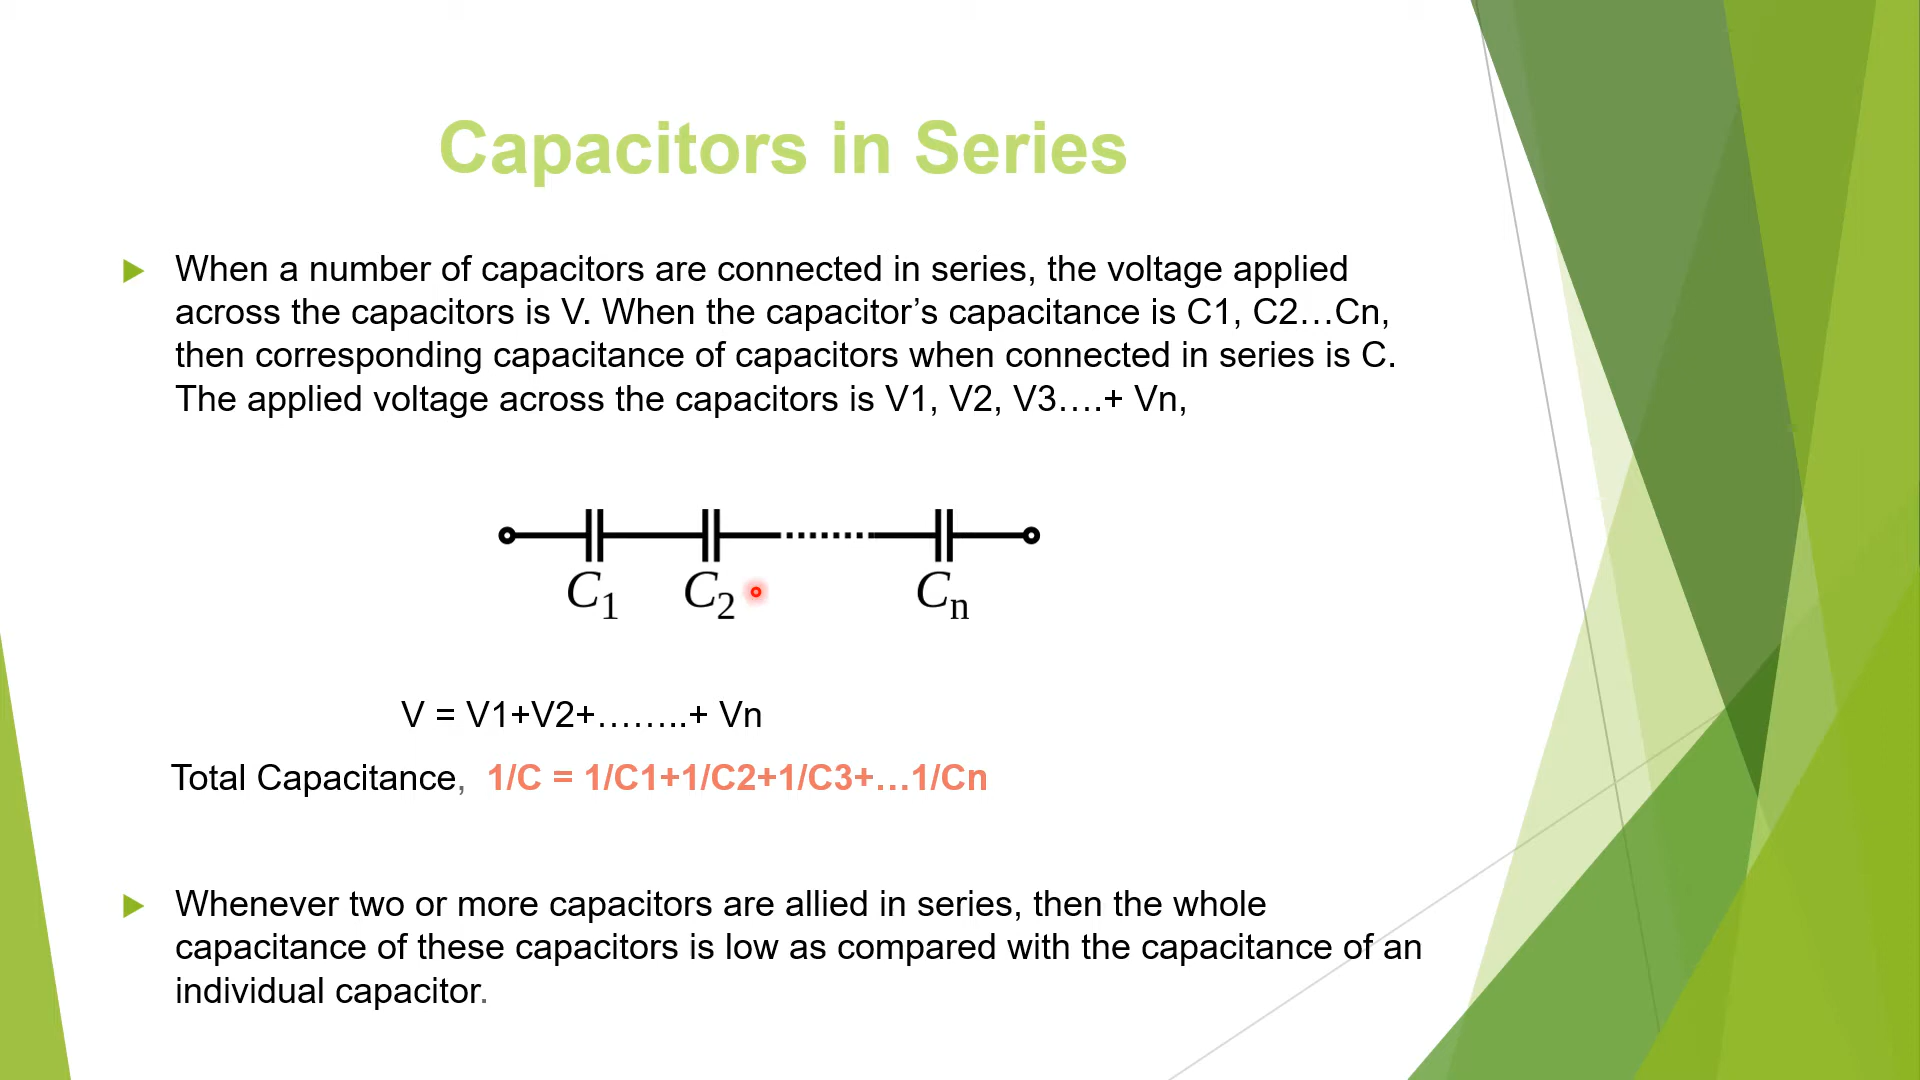 Capacitors in Series
When a number of capacitors are connected in series, the voltage applied
across the capacitors is V. When the capacitor’s capacitance is C1, C2…Cn,
then corresponding capacitance of capacitors when connected in series is C.
The applied voltage across the capacitors is V1, V2, V3….+ Vn,
C1 C2 Cn
V = V1+V2+……..+ Vn
Total Capacitance, 1/C = 1/C1+1/C2+1/C3+…1/Cn
Whenever two or more capacitors are allied in series, then the whole
capacitance of these capacitors is low as compared with the capacitance of an
individual capacitor.